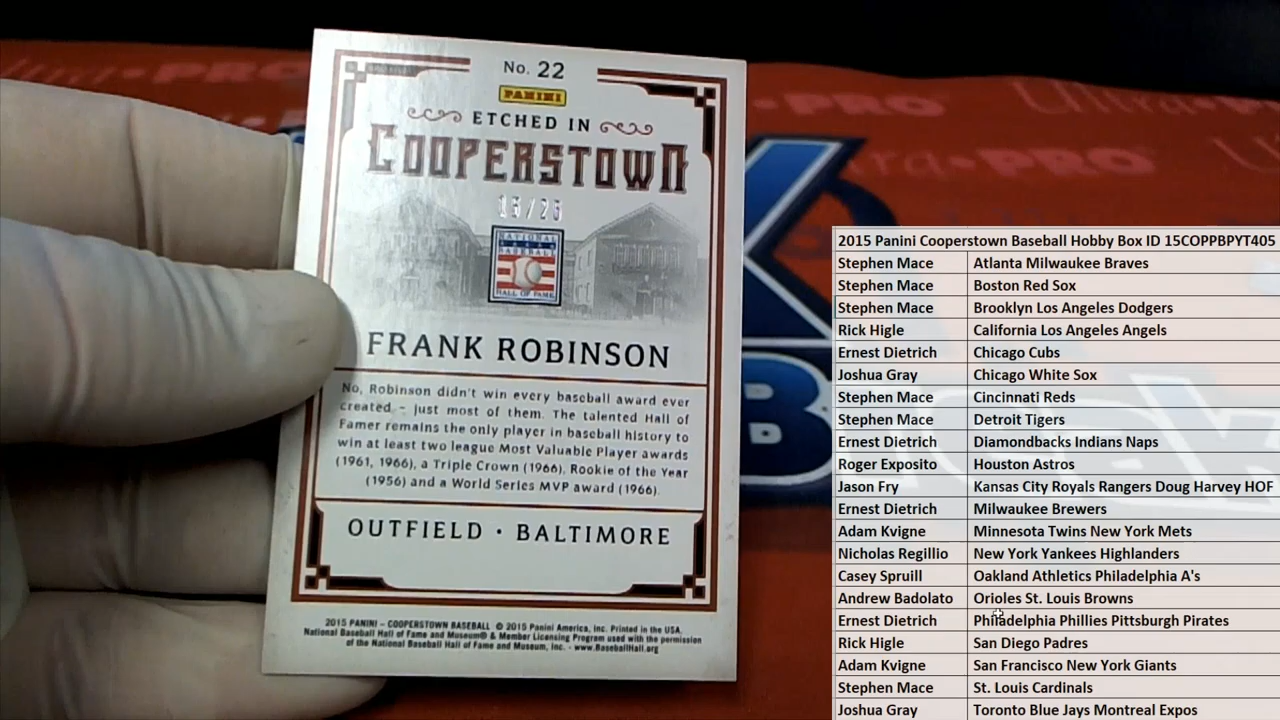 No. 22
PANINI
ETCHED IN
COOPERSTOWN
NATIONAL
BASEBALL
HALL OF FAME
FRANK ROBINSON
No, Robinson didn't win every baseball award ever
created – just most of them. The talented Hall of
Famer remains the only player in baseball history to
win at least two league Most Valuable Player awards
(1961, 1966), a Triple Crown (1966), Rookie of the Year
(1956) and a World Series MVP award (1966).
OUTFIELD • BALTIMORE
2015 PANINI – COOPERSTOWN BASEBALL © 2015 Panini America, Inc. Printed in the USA.
National Baseball Hall of Fame and Museum® & Member Licensing Program used with the permission
of the National Baseball Hall of Fame and Museum, Inc. - www.BaseballHall.org
2015 Panini Cooperstown Baseball Hobby Box ID 15COPPBPYT405
Stephen Mace Atlanta Milwaukee Braves
Stephen Mace Boston Red Sox
Stephen Mace Brooklyn Los Angeles Dodgers
Rick Higle California Los Angeles Angels
Ernest Dietrich Chicago Cubs
Joshua Gray Chicago White Sox
Stephen Mace Cincinnati Reds
Stephen Mace Detroit Tigers
Ernest Dietrich Diamondbacks Indians Naps
Roger Exposito Houston Astros
Jason Fry Kansas City Royals Rangers Doug Harvey HOF
Ernest Dietrich Milwaukee Brewers
Adam Kvigne Minnesota Twins New York Mets
Nicholas Regillio New York Yankees Highlanders
Casey Spruill Oakland Athletics Philadelphia A's
Andrew Badolato Orioles St. Louis Browns
Ernest Dietrich Philadelphia Phillies Pittsburgh Pirates
Rick Higle San Diego Padres
Adam Kvigne San Francisco New York Giants
Stephen Mace St. Louis Cardinals
Joshua Gray Toronto Blue Jays Montreal Expos